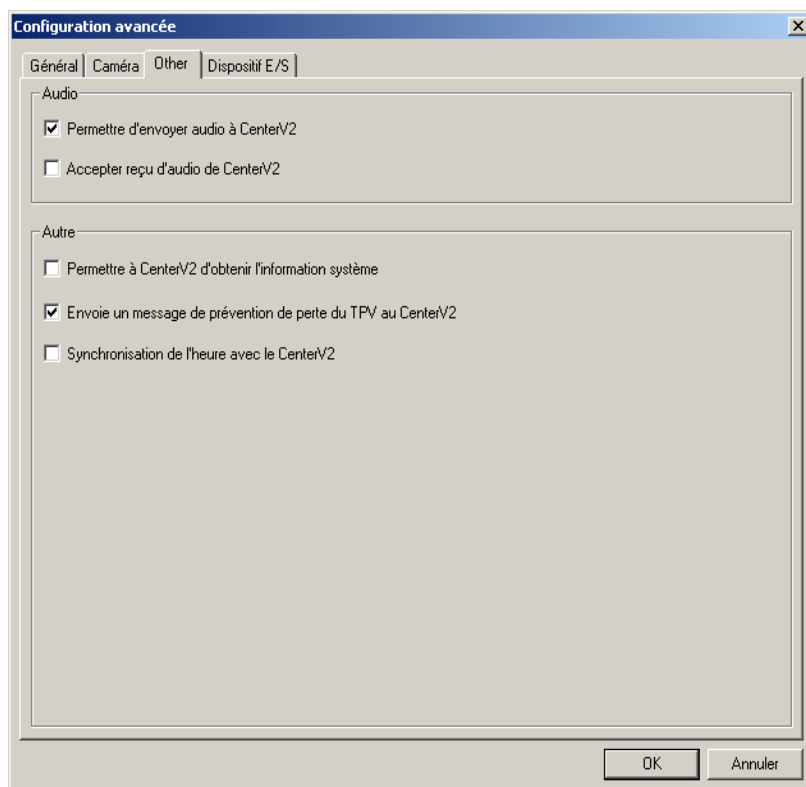 Configuration avancée
Général Caméra Other Dispositif E/S
Audio
Permettre d'envoyer audio à CenterV2
Accepter reçu d'audio de CenterV2
Autre
Permettre à CenterV2 d'obtenir l'information système
Envoie un message de prévention de perte du TPV au CenterV2
Synchronisation de l'heure avec le CenterV2
OK Annuler